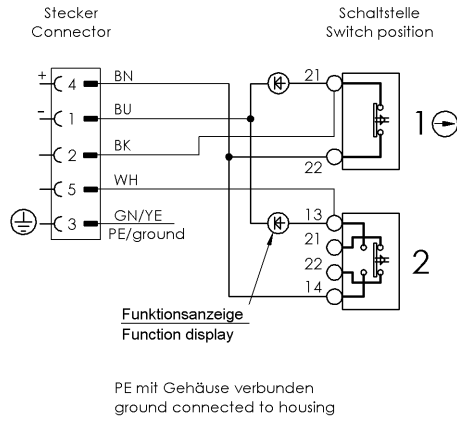 Stecker
Connector
Schaltstelle
Switch position
+ 4 BN
- 1 BU
2 BK
5 WH
3 GN/YE
PE/ground
21
22
1
13
21
22
14
2
Funktionsanzeige
Function display
PE mit Gehäuse verbunden
ground connected to housing